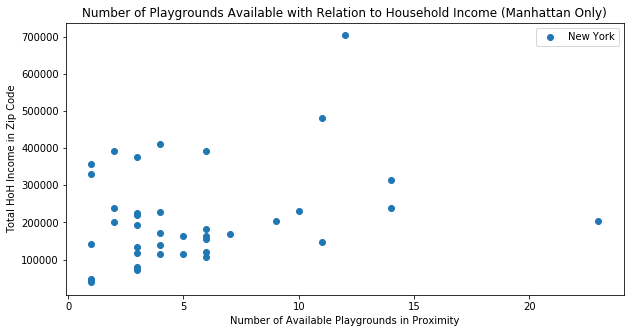 Number of Playgrounds Available with Relation to Household Income (Manhattan Only)
New York
Total HoH Income in Zip Code
700000
600000
500000
400000
300000
200000
100000
0 5 10 15 20
Number of Available Playgrounds in Proximity